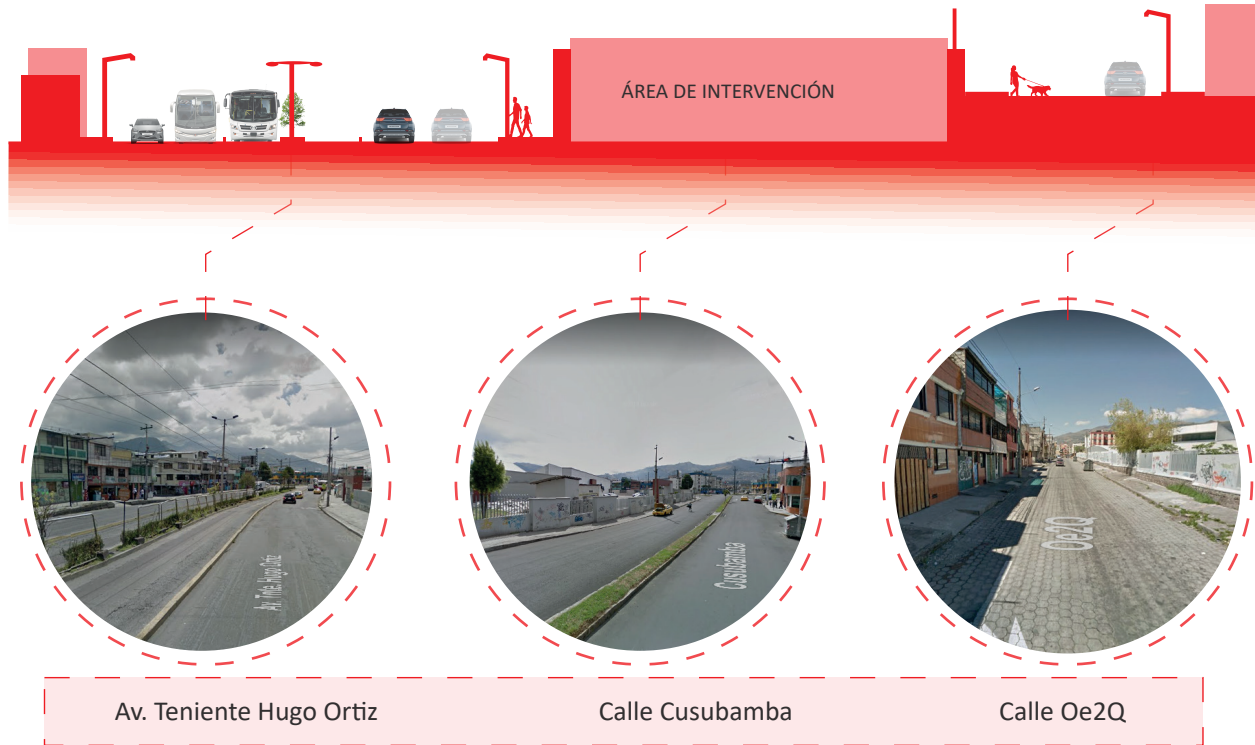 ÁREA DE INTERVENCIÓN
Av. Tnte. Hugo Ortiz
Cusubamba
Oe2Q
Av. Teniente Hugo Ortiz
Calle Cusubamba
Calle Oe2Q